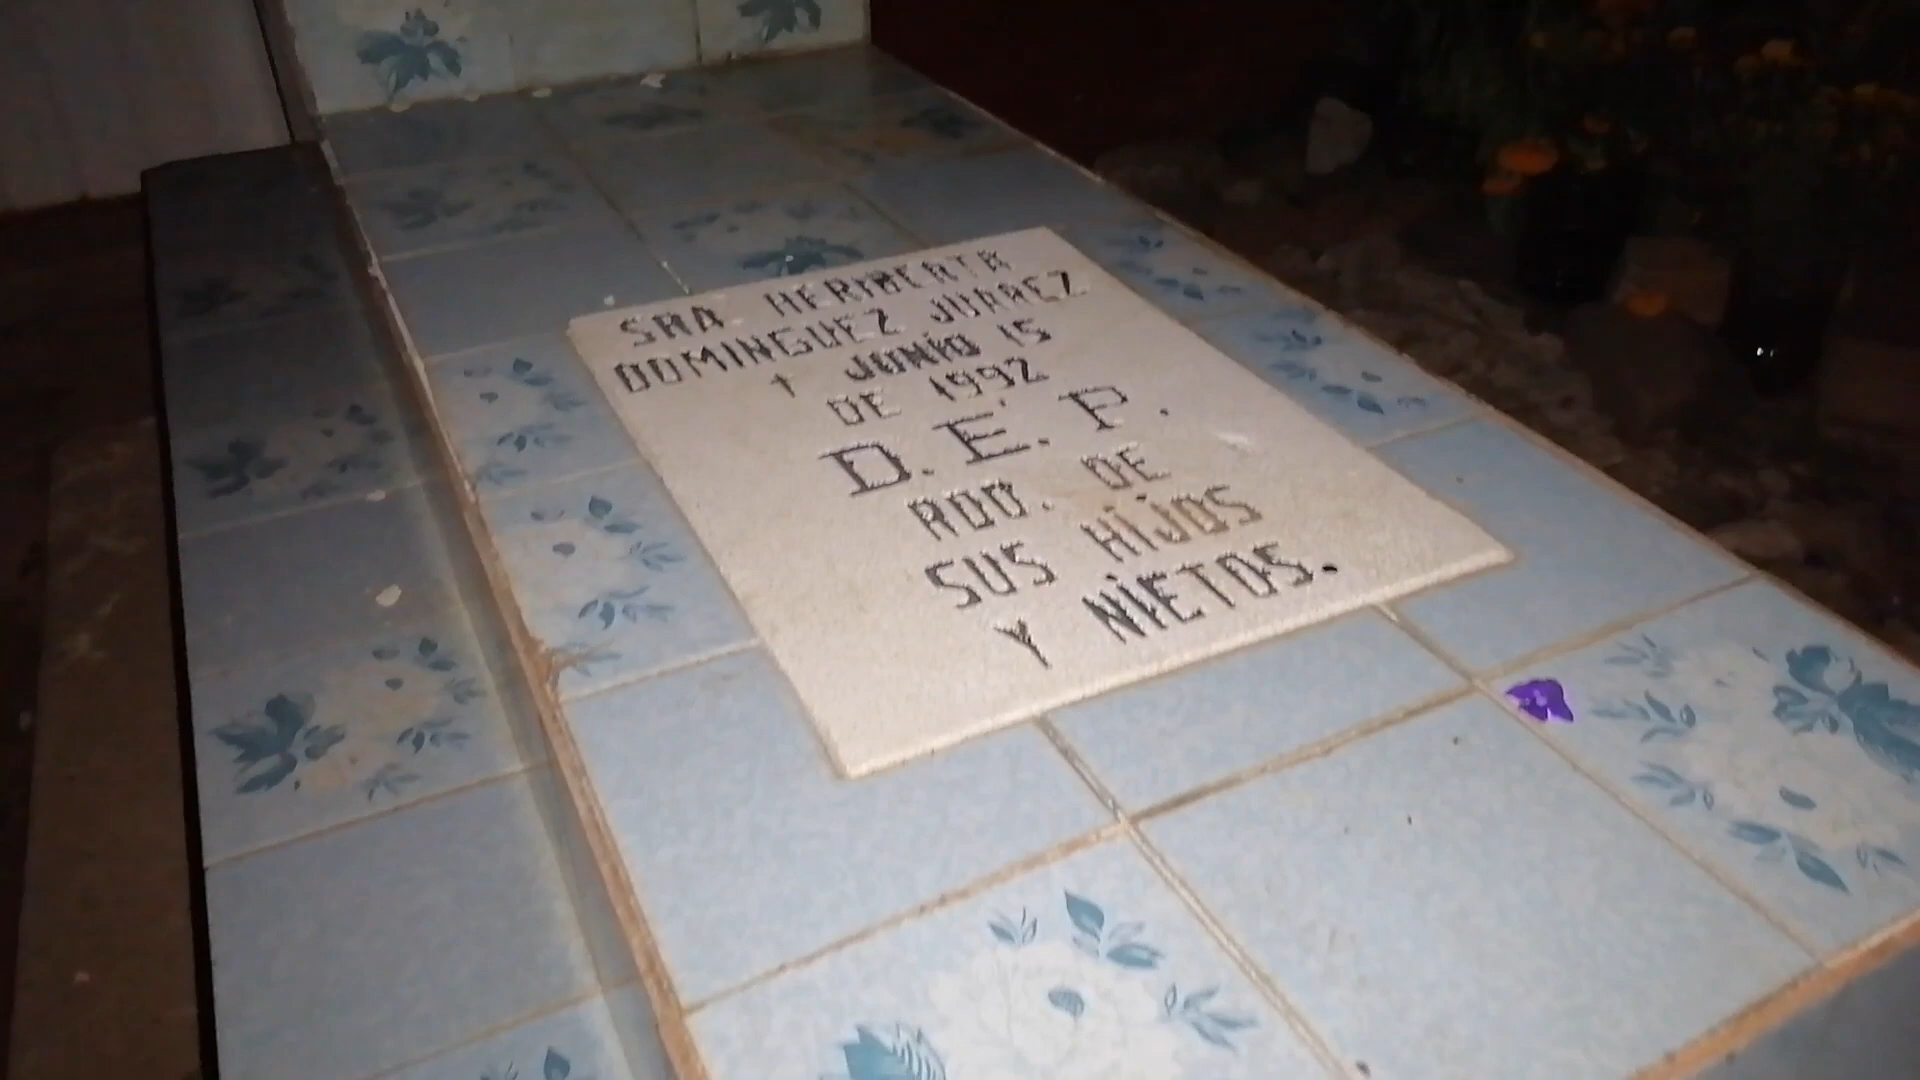 SRA. HERIBERTA
DOMINGUEZ JUAREZ
† JUNIO 15
DE 1992
D. E. P.
RDO. DE
SUS HIJOS
Y NIETOS.